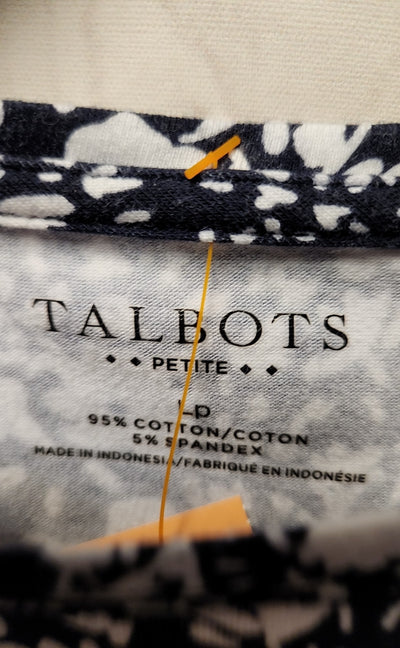 TALBOTS
◆ ◆ PETITE ◆ ◆
LP
95% COTTON/COTON
5% SPANDEX
MADE IN INDONESIA/FABRIQUÉ EN INDONÉSIE